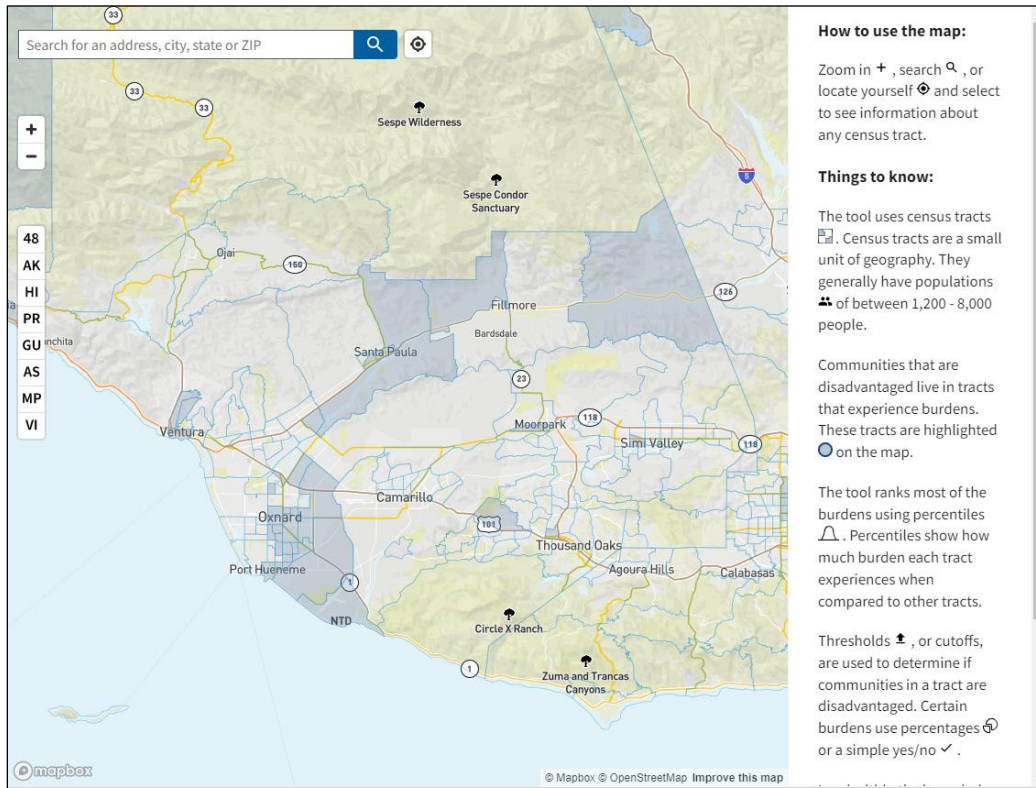 Search for an address, city, state or ZIP
+
−
48
AK
HI
PR
GU
AS
MP
VI
33
33
33
33
Sespe Wilderness
Sespe Condor
Sanctuary
5
Ojai
150
126
Fillmore
Bardsdale
Santa Paula
23
Moorpark
118
Simi Valley
118
Ventura
Camarillo
101
Oxnard
Thousand Oaks
Port Hueneme
1
Agoura Hills
Calabasas
NTD
Circle X Ranch
1
Zuma and Trancas
Canyons
mapbox
© Mapbox © OpenStreetMap Improve this map
How to use the map:
Zoom in + , search , or
locate yourself and select
to see information about
any census tract.
Things to know:
The tool uses census tracts
. Census tracts are a small
unit of geography. They
generally have populations
of between 1,200 - 8,000
people.
Communities that are
disadvantaged live in tracts
that experience burdens.
These tracts are highlighted
on the map.
The tool ranks most of the
burdens using percentiles
. Percentiles show how
much burden each tract
experiences when
compared to other tracts.
Thresholds , or cutoffs,
are used to determine if
communities in a tract are
disadvantaged. Certain
burdens use percentages
or a simple yes/no .